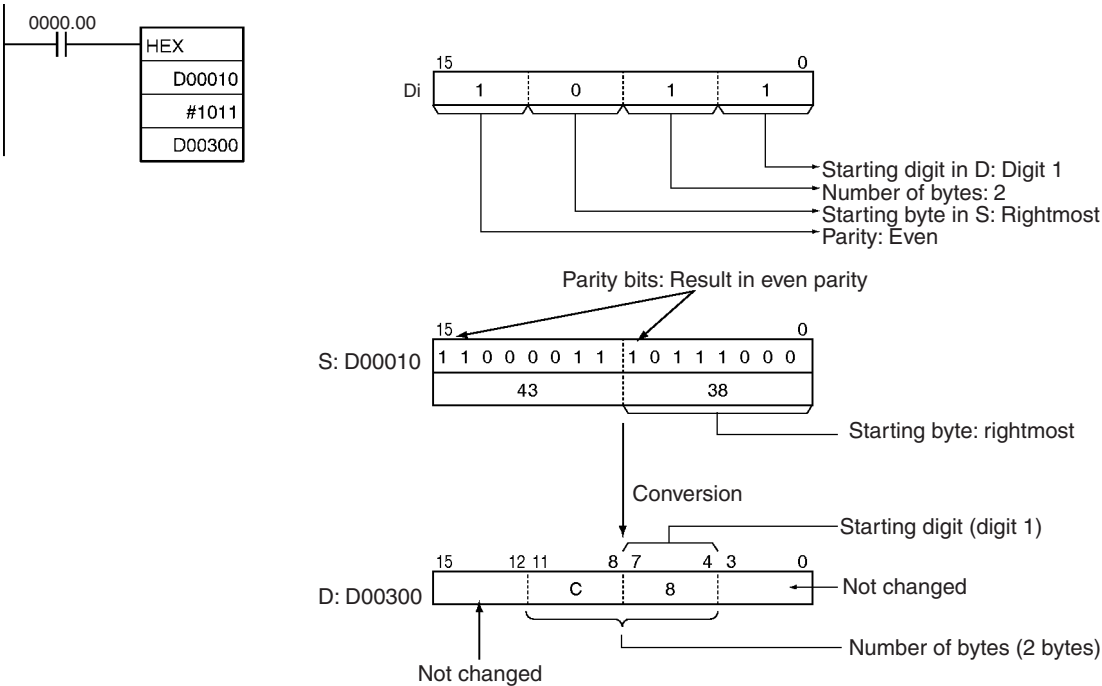 0000.00
HEX
D00010
#1011
D00300
15 0
Di 1 0 1 1
Starting digit in D: Digit 1
Number of bytes: 2
Starting byte in S: Rightmost
Parity: Even
Parity bits: Result in even parity
15 0
S: D00010 1 1 0 0 0 0 1 1 1 0 1 1 1 0 0 0
43 38
Starting byte: rightmost
Conversion
Starting digit (digit 1)
15 12 11 8 7 4 3 0
D: D00300 C 8 Not changed
Number of bytes (2 bytes)
Not changed